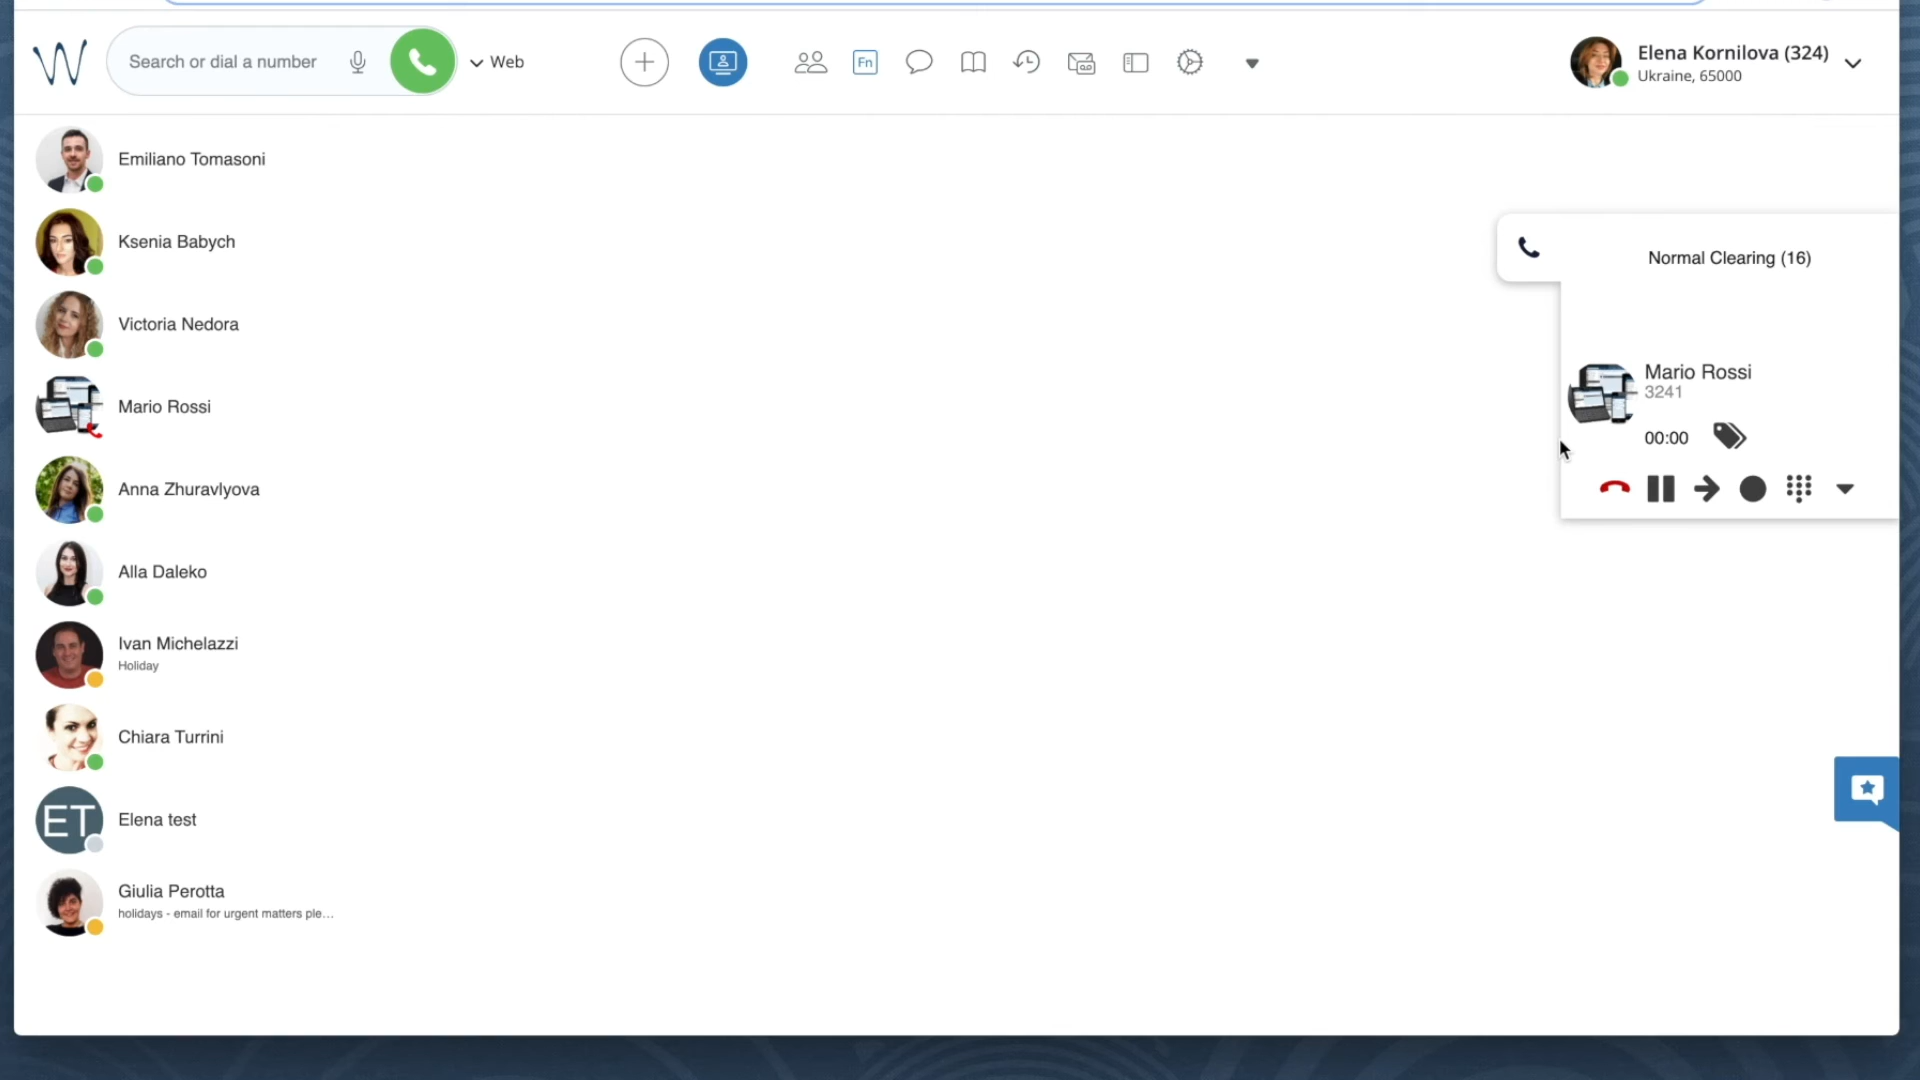 W
Search or dial a number
Web
Fn
Elena Kornilova (324)
Ukraine, 65000
Emiliano Tomasoni
Ksenia Babych
Victoria Nedora
Mario Rossi
Anna Zhuravlyova
Alla Daleko
Ivan Michelazzi
Holiday
Chiara Turrini
ET
Elena test
Giulia Perotta
holidays - email for urgent matters ple...
Normal Clearing (16)
Mario Rossi
3241
00:00